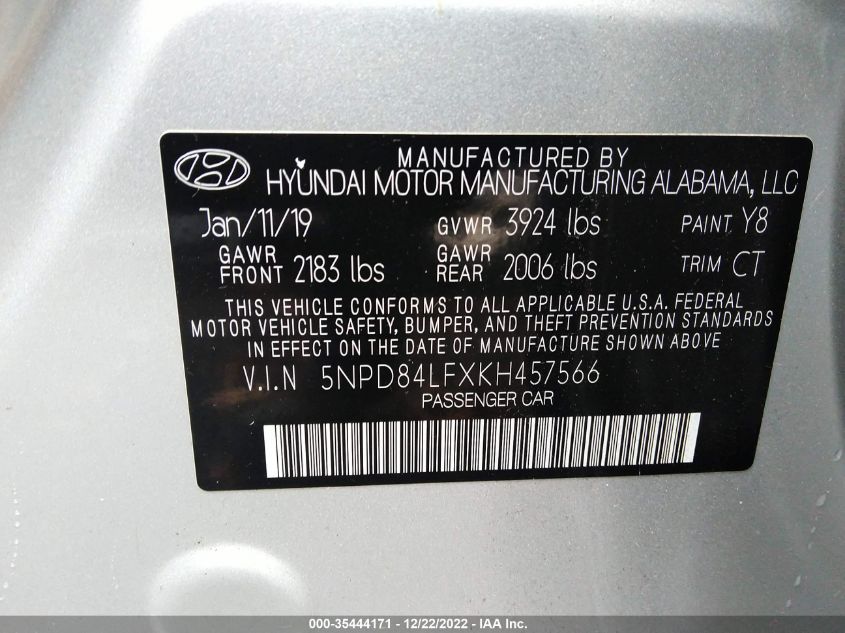 MANUFACTURED BY
HYUNDAI MOTOR MANUFACTURING ALABAMA, LLC
Jan/11/19 GVWR 3924 lbs PAINT Y8
GAWR FRONT 2183 lbs GAWR REAR 2006 lbs TRIM CT
THIS VEHICLE CONFORMS TO ALL APPLICABLE U.S.A. FEDERAL
MOTOR VEHICLE SAFETY, BUMPER, AND THEFT PREVENTION STANDARDS
IN EFFECT ON THE DATE OF MANUFACTURE SHOWN ABOVE.
V.I.N 5NPD84LFXKH457566
PASSENGER CAR
000-35444171 - 12/22/2022 - IAA Inc.